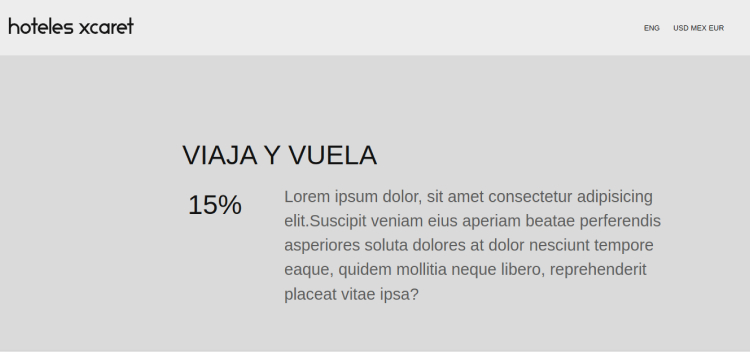 hoteles xcaret
ENG USD MEX EUR
VIAJA Y VUELA
15%
Lorem ipsum dolor, sit amet consectetur adipisicing
elit.Suscipit veniam eius aperiam beatae perferendis
asperiores soluta dolores at dolor nesciunt tempore
eaque, quidem mollitia neque libero, reprehenderit
placeat vitae ipsa?